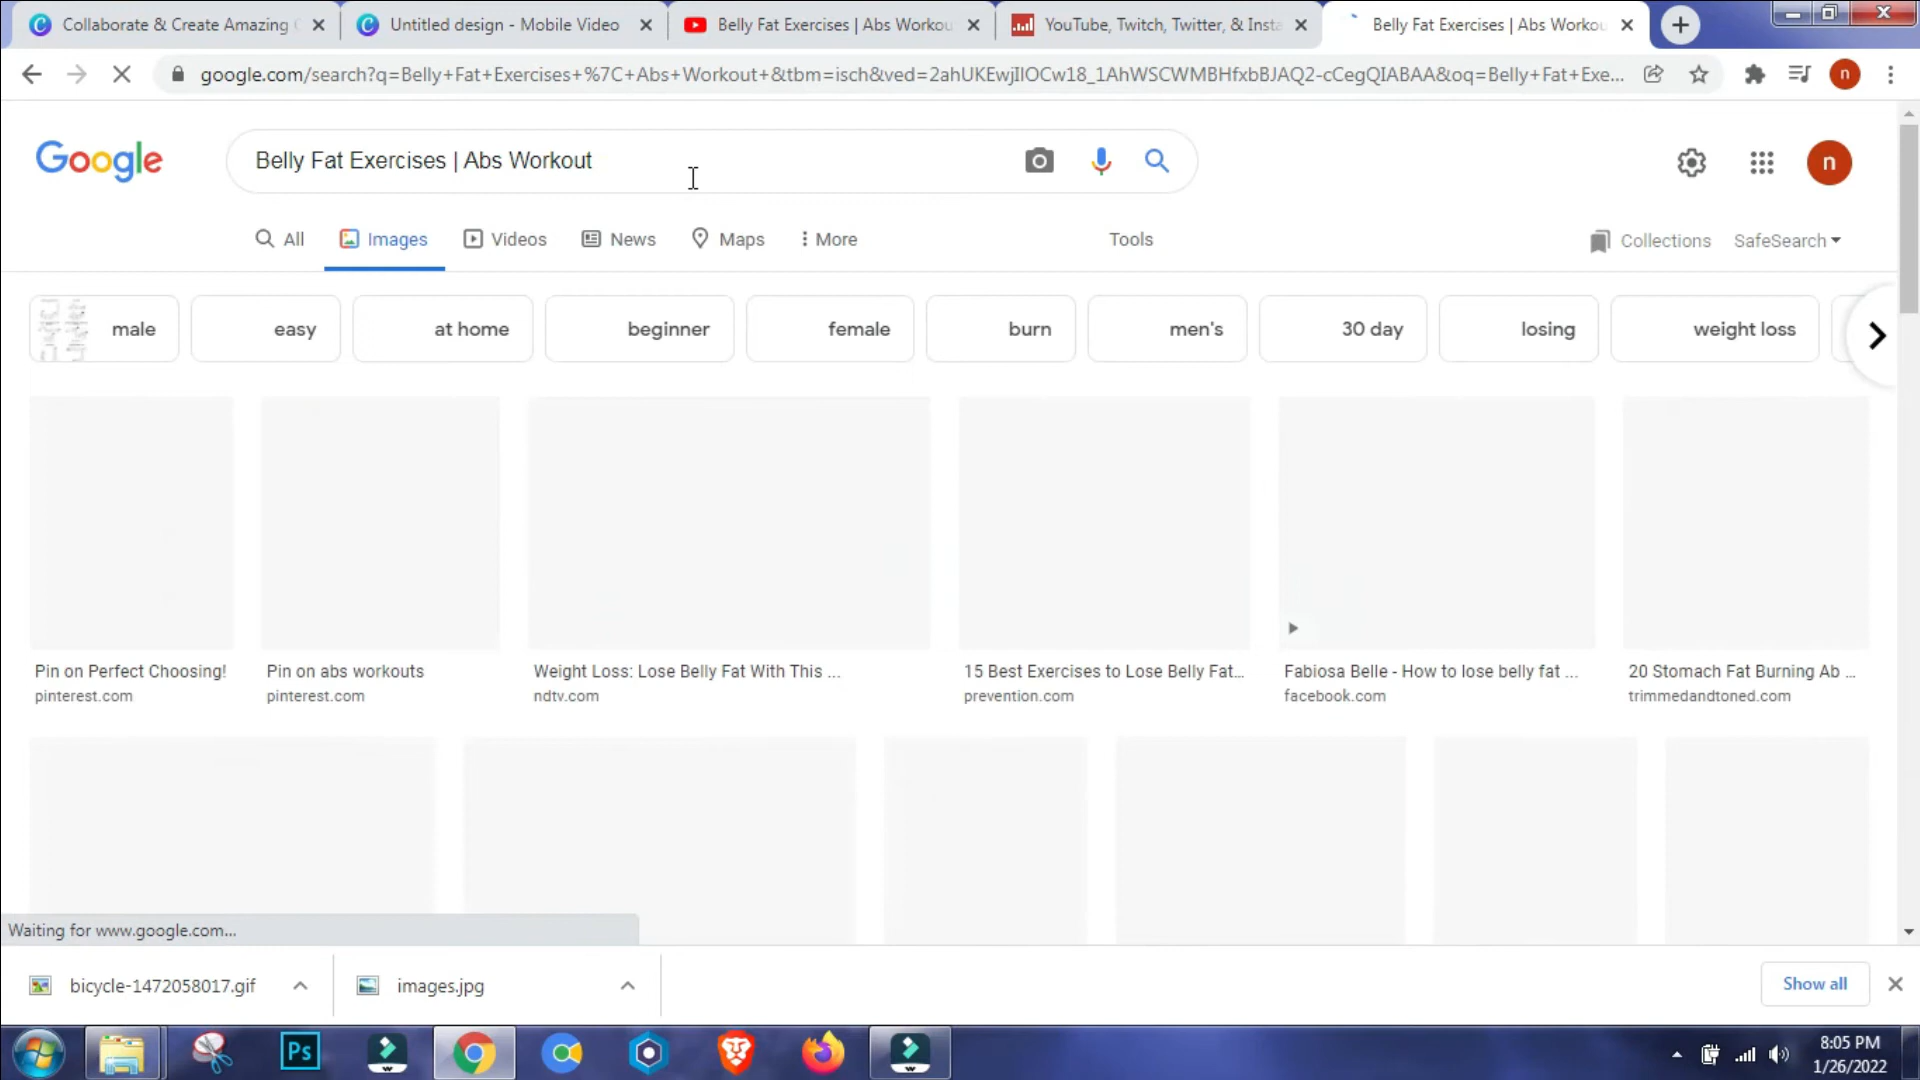 Collaborate & Create Amazing
Untitled design - Mobile Video
Belly Fat Exercises | Abs Workou
YouTube, Twitch, Twitter, & Insta
Belly Fat Exercises | Abs Workou
google.com/search?q=Belly+Fat+Exercises+%7C+Abs+Workout+&tbm=isch&ved=2ahUKEwjIlOCw18_1AhWSCWMBHfxbBJAQ2-cCegQIABAA&oq=Belly+Fat+Exe...
n
Google
Belly Fat Exercises | Abs Workout
n
All
Images
Videos
News
Maps
More
Tools
Collections
SafeSearch
male
easy
at home
beginner
female
burn
men's
30 day
losing
weight loss
Pin on Perfect Choosing!
pinterest.com
Pin on abs workouts
pinterest.com
Weight Loss: Lose Belly Fat With This ...
ndtv.com
15 Best Exercises to Lose Belly Fat...
prevention.com
Fabiosa Belle - How to lose belly fat ...
facebook.com
20 Stomach Fat Burning Ab ...
trimmedandtoned.com
Waiting for www.google.com...
bicycle-1472058017.gif
images.jpg
Show all
Ps
8:05 PM
1/26/2022